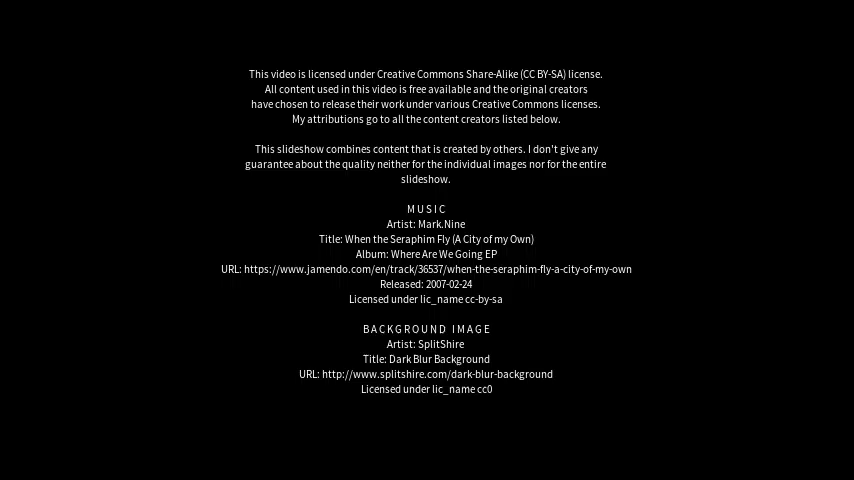 This video is licensed under Creative Commons Share-Alike (CC BY-SA) license.
All content used in this video is free available and the original creators
have chosen to release their work under various Creative Commons licenses.
My attributions go to all the content creators listed below.
This slideshow combines content that is created by others. I don't give any
guarantee about the quality neither for the individual images nor for the entire
slideshow.
MUSIC
Artist: Mark.Nine
Title: When the Seraphim Fly (A City of my Own)
Album: Where Are We Going EP
URL: https://www.jamendo.com/en/track/36537/when-the-seraphim-fly-a-city-of-my-own
Released: 2007-02-24
Licensed under lic_name cc-by-sa
BACKGROUND IMAGE
Artist: SplitShire
Title: Dark Blur Background
URL: http://www.splitshire.com/dark-blur-background
Licensed under lic_name cc0